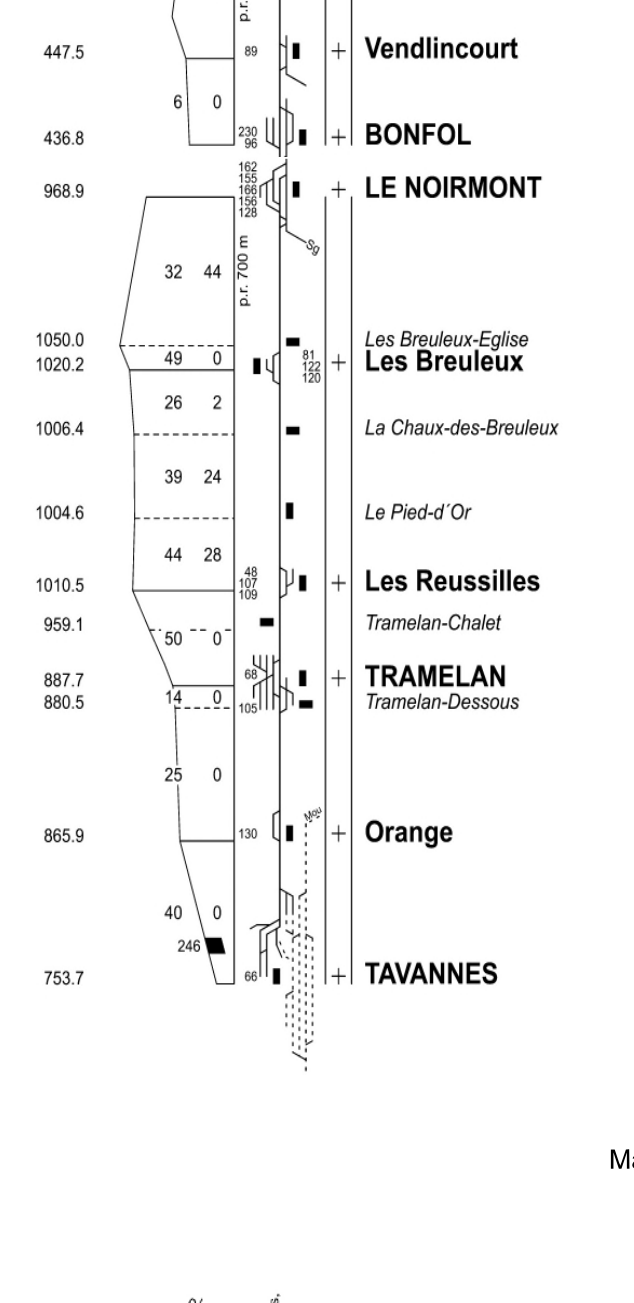 p.r.
447.5 89 + Vendlincourt
6 0
230
436.8 96 + BONFOL
162
155
968.9 166 + LE NOIRMONT
156
128
Sg
p.r. 700 m
32 44
1050.0 Les Breuleux-Eglise
81
1020.2 49 0 122 + Les Breuleux
120
26 2
1006.4 La Chaux-des-Breuleux
39 24
1004.6 Le Pied-d´Or
44 28
48
1010.5 107 + Les Reussilles
109
959.1 Tramelan-Chalet
50 0
887.7 68 + TRAMELAN
14 0
880.5 105 Tramelan-Dessous
25 0
Mou
865.9 130 + Orange
40 0
246
753.7 66 + TAVANNES
Ma